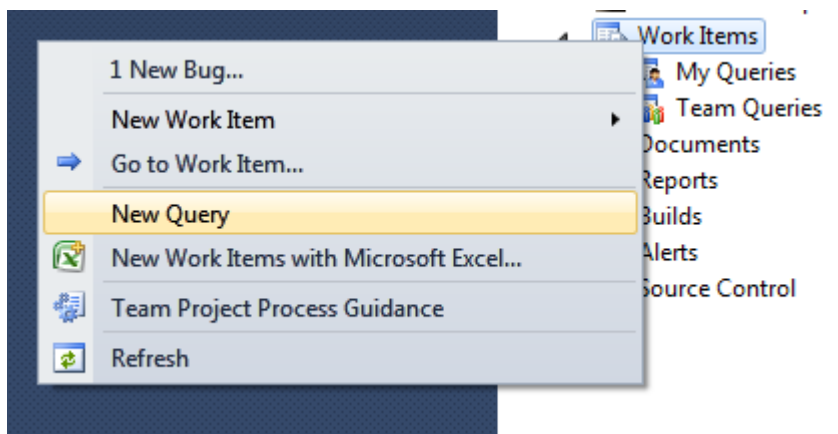 Work Items
My Queries
Team Queries
Documents
Reports
Builds
Alerts
Source Control
1 New Bug...
New Work Item
Go to Work Item...
New Query
New Work Items with Microsoft Excel...
Team Project Process Guidance
Refresh